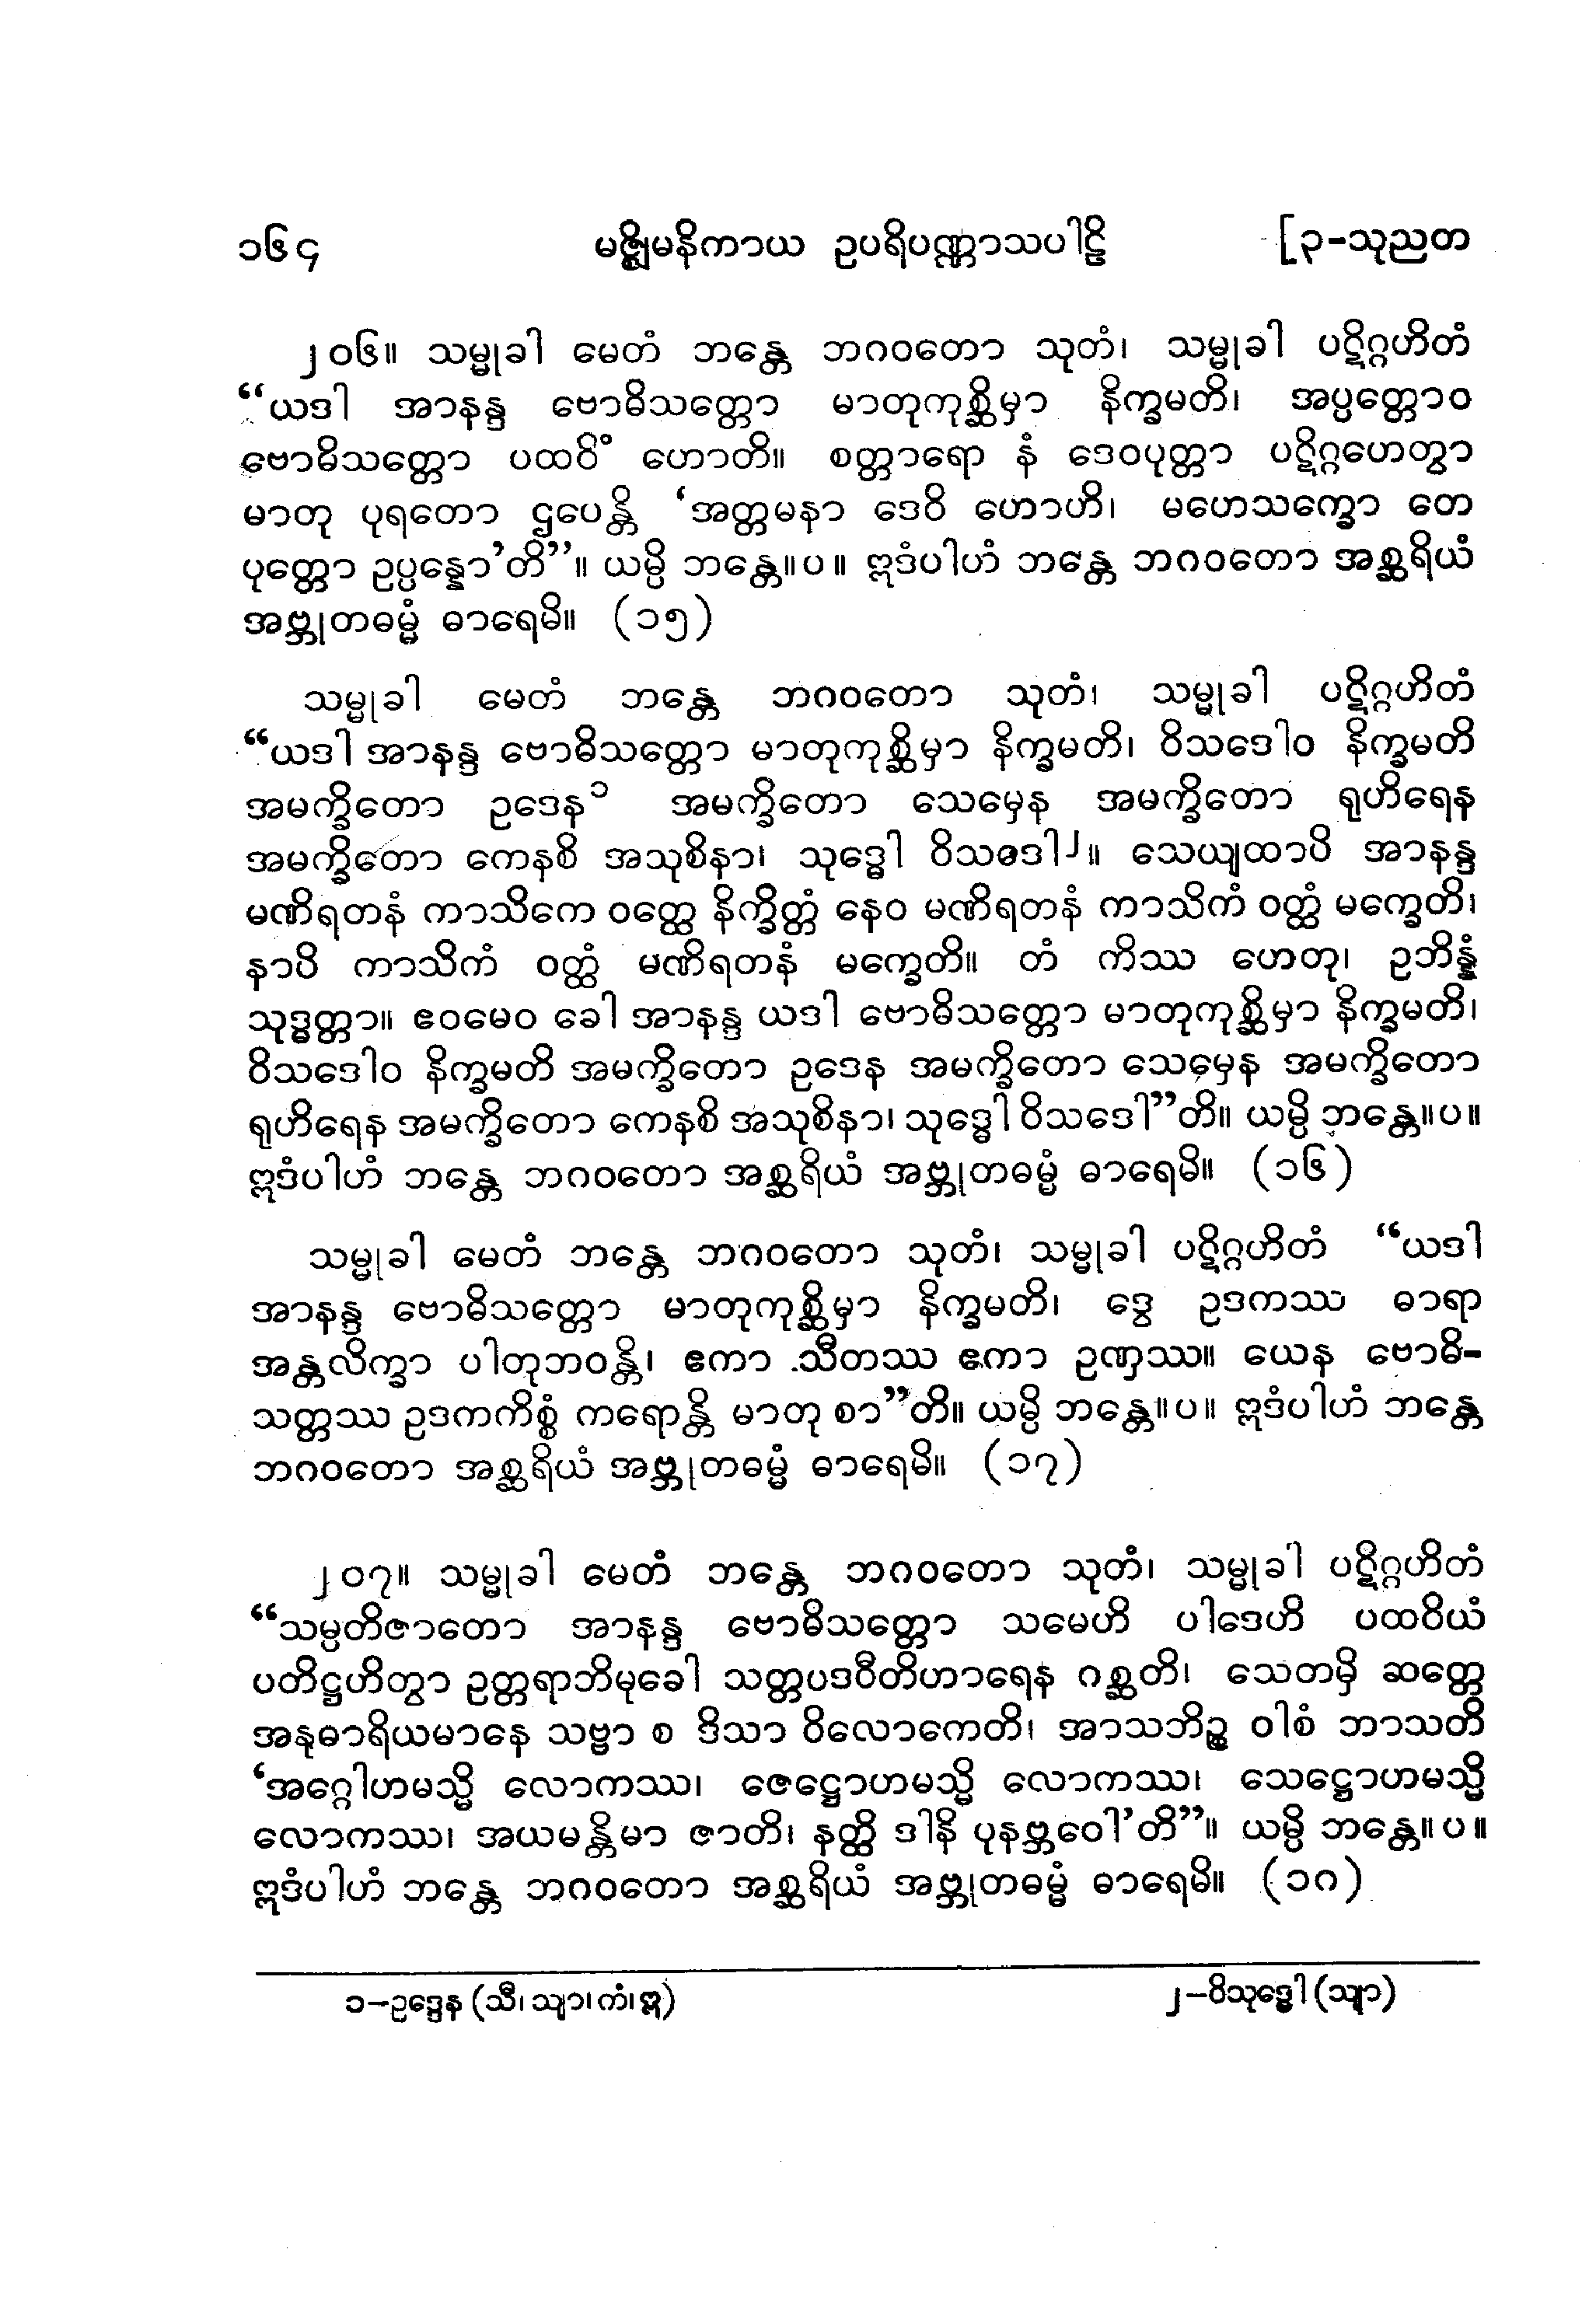 ၁၆၄ မဇ္ဈိမနိကာယ ဥပရိပဏ္ဏာသပါဠိ [၃-သုညတ
၂၀၆။ သမ္မုခါ မေတံ ဘန္တေ ဘဂဝတော သုတံ၊ သမ္မုခါ ပဋိဂ္ဂဟိတံ
“ယဒါ အာနန္ဒ ဗောဓိသတ္တော မာတုကုစ္ဆိမှာ နိက္ခမတိ၊ အပ္ပတ္တောဝ
ဗောဓိသတ္တော ပထဝိံ ဟောတိ။ စတ္တာရော နံ ဒေဝပုတ္တာ ပဋိဂ္ဂဟေတွာ
မာတု ပုရတော ဌပေန္တိ ‘အတ္တမနာ ဒေဝိ ဟောဟိ၊ မဟေသက္ခော တေ
ပုတ္တော ဥပ္ပန္နော’တိ”။ ယမ္ပိ ဘန္တေ။ပ။ ဣဒံပါဟံ ဘန္တေ ဘဂဝတော အစ္ဆရိယံ
အဗ္ဘုတဓမ္မံ ဓာရေမိ။ (၁၅)
သမ္မုခါ မေတံ ဘန္တေ ဘဂဝတော သုတံ၊ သမ္မုခါ ပဋိဂ္ဂဟိတံ
“ယဒါ အာနန္ဒ ဗောဓိသတ္တော မာတုကုစ္ဆိမှာ နိက္ခမတိ၊ ဝိသဒေါဝ နိက္ခမတိ
အမက္ခိတော ဥဒေန၁ အမက္ခိတော သေမှေန အမက္ခိတော ရုဟိရေန
အမက္ခိတော ကေနစိ အသုစိနာ၊ သုဒ္ဓေါ ဝိသဒေါ၂။ သေယျထာပိ အာနန္ဒ
မဏိရတနံ ကာသိကေ ဝတ္ထေ နိက္ခိတ္တံ နေဝ မဏိရတနံ ကာသိကံ ဝတ္ထံ မက္ခေတိ၊
နာပိ ကာသိကံ ဝတ္ထံ မဏိရတနံ မက္ခေတိ။ တံ ကိဿ ဟေတု၊ ဥဘိန္နံ
သုဒ္ဓတ္တာ။ ဧဝမေဝ ခေါ အာနန္ဒ ယဒါ ဗောဓိသတ္တော မာတုကုစ္ဆိမှာ နိက္ခမတိ၊
ဝိသဒေါဝ နိက္ခမတိ အမက္ခိတော ဥဒေန အမက္ခိတော သေမှေန အမက္ခိတော
ရုဟိရေန အမက္ခိတော ကေနစိ အသုစိနာ၊ သုဒ္ဓေါ ဝိသဒေါ”တိ။ ယမ္ပိ ဘန္တေ။ပ။
ဣဒံပါဟံ ဘန္တေ ဘဂဝတော အစ္ဆရိယံ အဗ္ဘုတဓမ္မံ ဓာရေမိ။ (၁၆)
သမ္မုခါ မေတံ ဘန္တေ ဘဂဝတော သုတံ၊ သမ္မုခါ ပဋိဂ္ဂဟိတံ “ယဒါ
အာနန္ဒ ဗောဓိသတ္တော မာတုကုစ္ဆိမှာ နိက္ခမတိ၊ ဒွေ ဥဒကဿ ဓာရာ
အန္တလိက္ခာ ပါတုဘဝန္တိ၊ ဧကာ သီတဿ ဧကာ ဥဏှဿ။ ယေန ဗောဓိ-
သတ္တဿ ဥဒကကိစ္စံ ကရောန္တိ မာတု စာ”တိ။ ယမ္ပိ ဘန္တေ။ပ။ ဣဒံပါဟံ ဘန္တေ
ဘဂဝတော အစ္ဆရိယံ အဗ္ဘုတဓမ္မံ ဓာရေမိ။ (၁၇)
၂၀၇။ သမ္မုခါ မေတံ ဘန္တေ ဘဂဝတော သုတံ၊ သမ္မုခါ ပဋိဂ္ဂဟိတံ
“သမ္ပတိဇာတော အာနန္ဒ ဗောဓိသတ္တော သမေဟိ ပါဒေဟိ ပထဝိယံ
ပတိဋ္ဌဟိတွာ ဥတ္တရာဘိမုခေါ သတ္တပဒဝီတိဟာရေန ဂစ္ဆတိ၊ သေတမှိ ဆတ္တေ
အနုဓာရိယမာနေ သဗ္ဗာ စ ဒိသာ ဝိလောကေတိ၊ အာသဘိဉ္စ ဝါစံ ဘာသတိ
‘အဂ္ဂေါဟမသ္မိ လောကဿ၊ ဇေဋ္ဌောဟမသ္မိ လောကဿ၊ သေဋ္ဌောဟမသ္မိ
လောကဿ၊ အယမန္တိမာ ဇာတိ၊ နတ္ထိ ဒါနိ ပုနဗ္ဘဝေါ’တိ”။ ယမ္ပိ ဘန္တေ။ပ။
ဣဒံပါဟံ ဘန္တေ ဘဂဝတော အစ္ဆရိယံ အဗ္ဘုတဓမ္မံ ဓာရေမိ။ (၁၈)
၁-ဥဒ္ဒေန (သီ၊ သျာ၊ ကံ၊ ဣ) ၂-ဝိသုဒ္ဓေါ (သျာ)